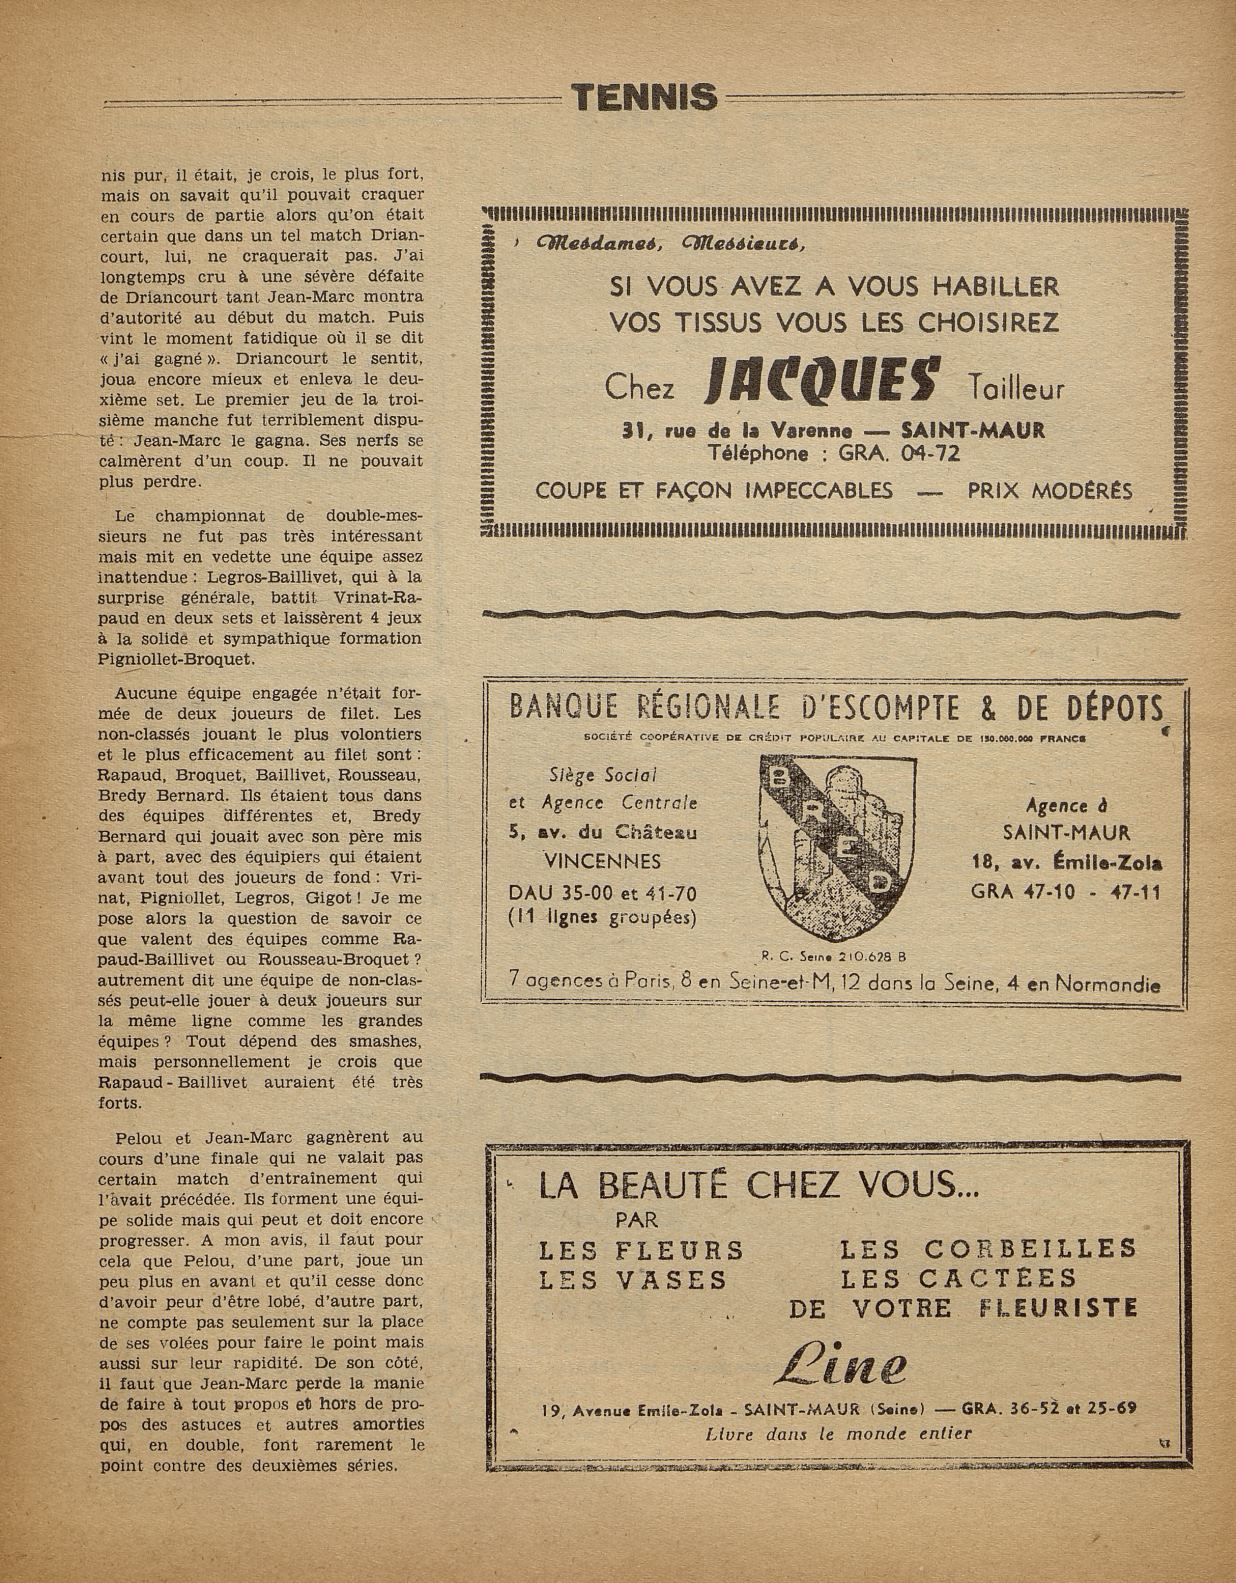 TENNIS
nis pur, il était, je crois, le plus fort,
mais on savait qu'il pouvait craquer
en cours de partie alors qu'on était
certain que dans un tel match Drian-
court, lui, ne craquerait pas. J'ai
longtemps cru à une sévère défaite
de Driancourt tant Jean-Marc montra
d'autorité au début du match. Puis
vint le moment fatidique où il se dit
« j'ai gagné ». Driancourt le sentit,
joua encore mieux et enleva le deu-
xième set. Le premier jeu de la troi-
sième manche fut terriblement dispu-
té : Jean-Marc le gagna. Ses nerfs se
calmèrent d'un coup. Il ne pouvait
plus perdre.
Le championnat de double-mes-
sieurs ne fut pas très intéressant
mais mit en vedette une équipe assez
inattendue : Legros-Baillivet, qui à la
surprise générale, battit Vrinat-Ra-
paud en deux sets et laissèrent 4 jeux
à la solide et sympathique formation
Pigniollet-Broquet.
Aucune équipe engagée n'était for-
mée de deux joueurs de filet. Les
non-classés jouant le plus volontiers
et le plus efficacement au filet sont :
Rapaud, Broquet, Baillivet, Rousseau,
Bredy Bernard. Ils étaient tous dans
des équipes différentes et, Bredy
Bernard qui jouait avec son père mis
à part, avec des équipiers qui étaient
avant tout des joueurs de fond : Vri-
nat, Pigniollet, Legros, Gigot ! Je me
pose alors la question de savoir ce
que valent des équipes comme Ra-
paud-Baillivet ou Rousseau-Broquet ?
autrement dit une équipe de non-clas-
sés peut-elle jouer à deux joueurs sur
la même ligne comme les grandes
équipes ? Tout dépend des smashes,
mais personnellement je crois que
Rapaud - Baillivet auraient été très
forts.
Pelou et Jean-Marc gagnèrent au
cours d'une finale qui ne valait pas
certain match d'entraînement qui
l'avait précédée. Ils forment une équi-
pe solide mais qui peut et doit encore
progresser. A mon avis, il faut pour
cela que Pelou, d'une part, joue un
peu plus en avant et qu'il cesse donc
d'avoir peur d'être lobé, d'autre part,
ne compte pas seulement sur la place
de ses volées pour faire le point mais
aussi sur leur rapidité. De son côté,
il faut que Jean-Marc perde la manie
de faire à tout propos et hors de pro-
pos des astuces et autres amorties
qui, en double, font rarement le
point contre des deuxièmes séries.
Mesdames, Messieurs,
SI VOUS AVEZ A VOUS HABILLER
VOS TISSUS VOUS LES CHOISIREZ
Chez JACQUES Tailleur
31, rue de la Varenne — SAINT-MAUR
Téléphone : GRA. 04-72
COUPE ET FAÇON IMPECCABLES — PRIX MODÉRÉS
BANQUE RÉGIONALE D'ESCOMPTE & DE DÉPOTS
SOCIÉTÉ COOPÉRATIVE DE CRÉDIT POPULAIRE AU CAPITALE DE 150.000.000 FRANCS
Siège Social
et Agence Centrale
5, av. du Château
VINCENNES
DAU 35-00 et 41-70
(11 lignes groupées)
BRED
Agence à
SAINT-MAUR
18, av. Émile-Zola
GRA 47-10 - 47-11
R. C. Seine 210.628 B
7 agences à Paris, 8 en Seine-et-M, 12 dans la Seine, 4 en Normandie
LA BEAUTÉ CHEZ VOUS...
PAR
LES FLEURS LES CORBEILLES
LES VASES LES CACTÉES
DE VOTRE FLEURISTE
Line
19, Avenue Emile-Zola - SAINT-MAUR (Seine) — GRA. 36-52 et 25-69
Livre dans le monde entier